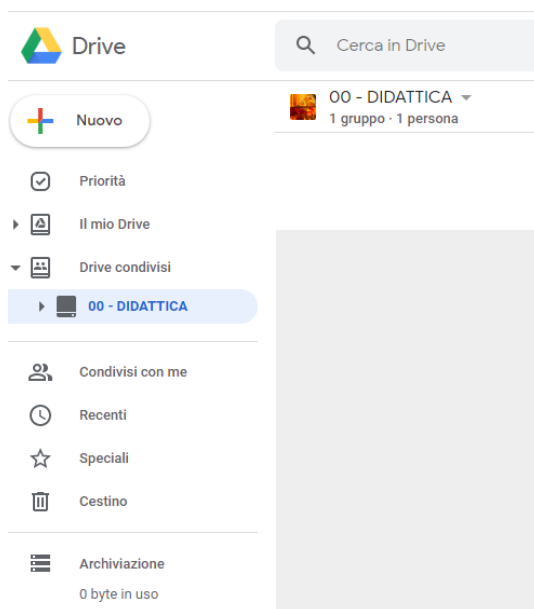 Drive
Cerca in Drive
00 - DIDATTICA
1 gruppo · 1 persona
Nuovo
Priorità
Il mio Drive
Drive condivisi
00 - DIDATTICA
Condivisi con me
Recenti
Speciali
Cestino
Archiviazione
0 byte in uso